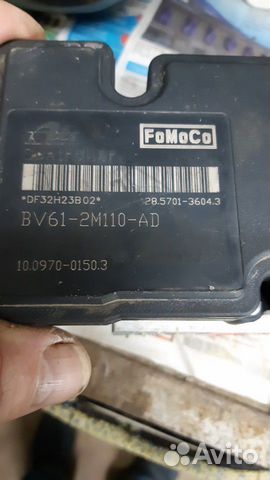 FoMoCo
*DF32H23B02* 28.5701-3604.3
BV61-2M110-AD
10.0970-0150.3
Avito